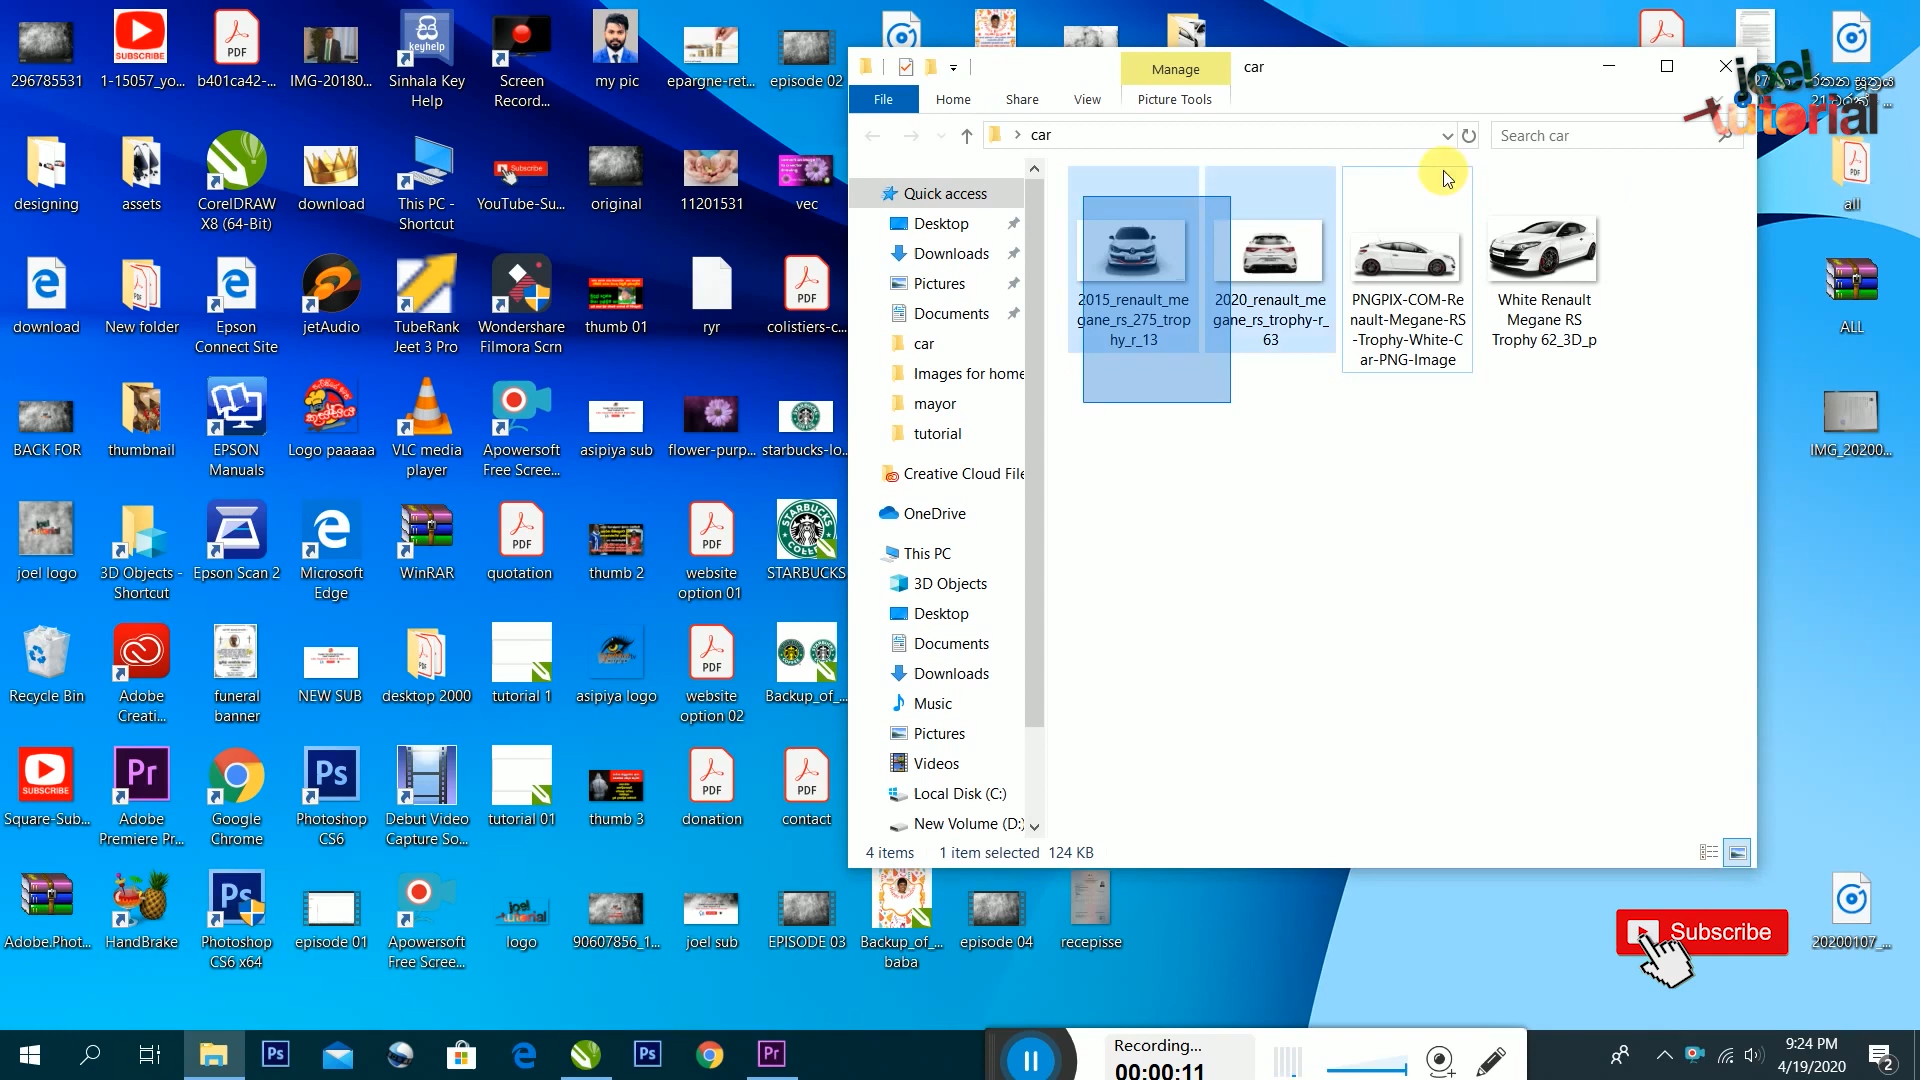 296785531
1-15057_yo...
b401ca42-...
IMG-20180...
Sinhala Key
Help
Screen
Record...
my pic
epargne-ret...
episode 02
designing
assets
CorelDRAW
X8 (64-Bit)
download
This PC -
Shortcut
YouTube-Su...
original
11201531
vec
download
New folder
Epson
Connect Site
jetAudio
TubeRank
Jeet 3 Pro
Wondershare
Filmora Scrn
thumb 01
ryr
colistiers-c...
BACK FOR
thumbnail
EPSON
Manuals
Logo paaaaa
VLC media
player
Apowersoft
Free Scree...
asipiya sub
flower-purp...
starbucks-lo...
joel logo
3D Objects -
Shortcut
Epson Scan 2
Microsoft
Edge
WinRAR
quotation
thumb 2
website
option 01
STARBUCKS
Recycle Bin
Adobe
Creati...
funeral
banner
NEW SUB
desktop 2000
tutorial 1
asipiya logo
website
option 02
Backup_of_...
Square-Sub...
Adobe
Premiere Pr...
Google
Chrome
Photoshop
CS6
Debut Video
Capture So...
tutorial 01
thumb 3
donation
contact
Adobe.Phot...
HandBrake
Photoshop
CS6 x64
episode 01
Apowersoft
Free Scree...
logo
90607856_1...
joel sub
EPISODE 03
Backup_of_...
baba
episode 04
recepisse
Manage
car
File
Home
Share
View
Picture Tools
car
Search car
Quick access
Desktop
Downloads
Pictures
Documents
car
Images for home
mayor
tutorial
Creative Cloud File
OneDrive
This PC
3D Objects
Desktop
Documents
Downloads
Music
Pictures
Videos
Local Disk (C:)
New Volume (D:)
2015_renault_me
gane_rs_275_trop
hy_r_13
2020_renault_me
gane_rs_trophy-r_
63
PNGPIX-COM-Re
nault-Megane-RS
-Trophy-White-C
ar-PNG-Image
White Renault
Megane RS
Trophy 62_3D_p
4 items
1 item selected
124 KB
joel
tutorial
all
ALL
IMG_20200...
20200107_...
Subscribe
Recording...
00:00:11
9:24 PM
4/19/2020
2